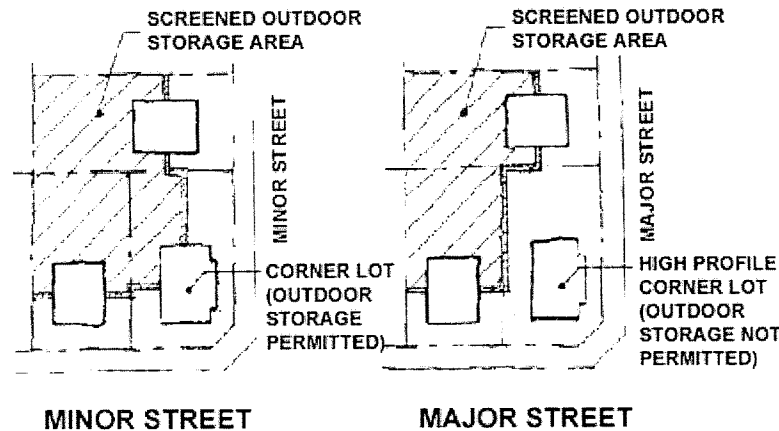 SCREENED OUTDOOR
STORAGE AREA
MINOR STREET
CORNER LOT
(OUTDOOR
STORAGE
PERMITTED)
MINOR STREET
SCREENED OUTDOOR
STORAGE AREA
MAJOR STREET
HIGH PROFILE
CORNER LOT
(OUTDOOR
STORAGE NOT
PERMITTED)
MAJOR STREET